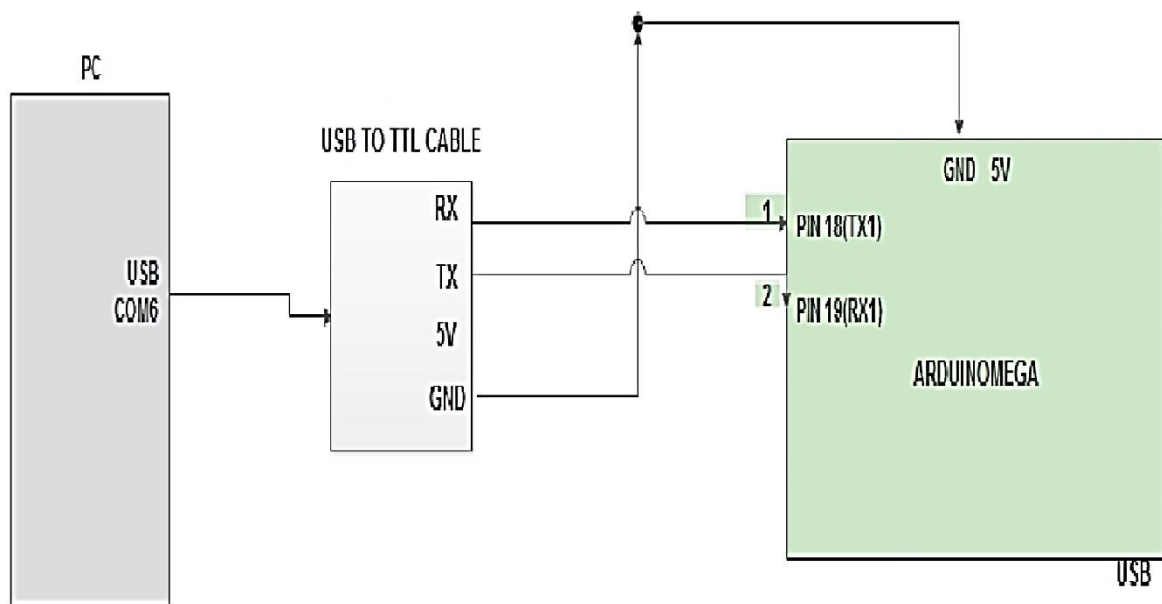 PC
USB
COM6
USB TO TTL CABLE
RX
TX
5V
GND
1
2
GND 5V
PIN 18(TX1)
PIN 19(RX1)
ARDUINOMEGA
USB